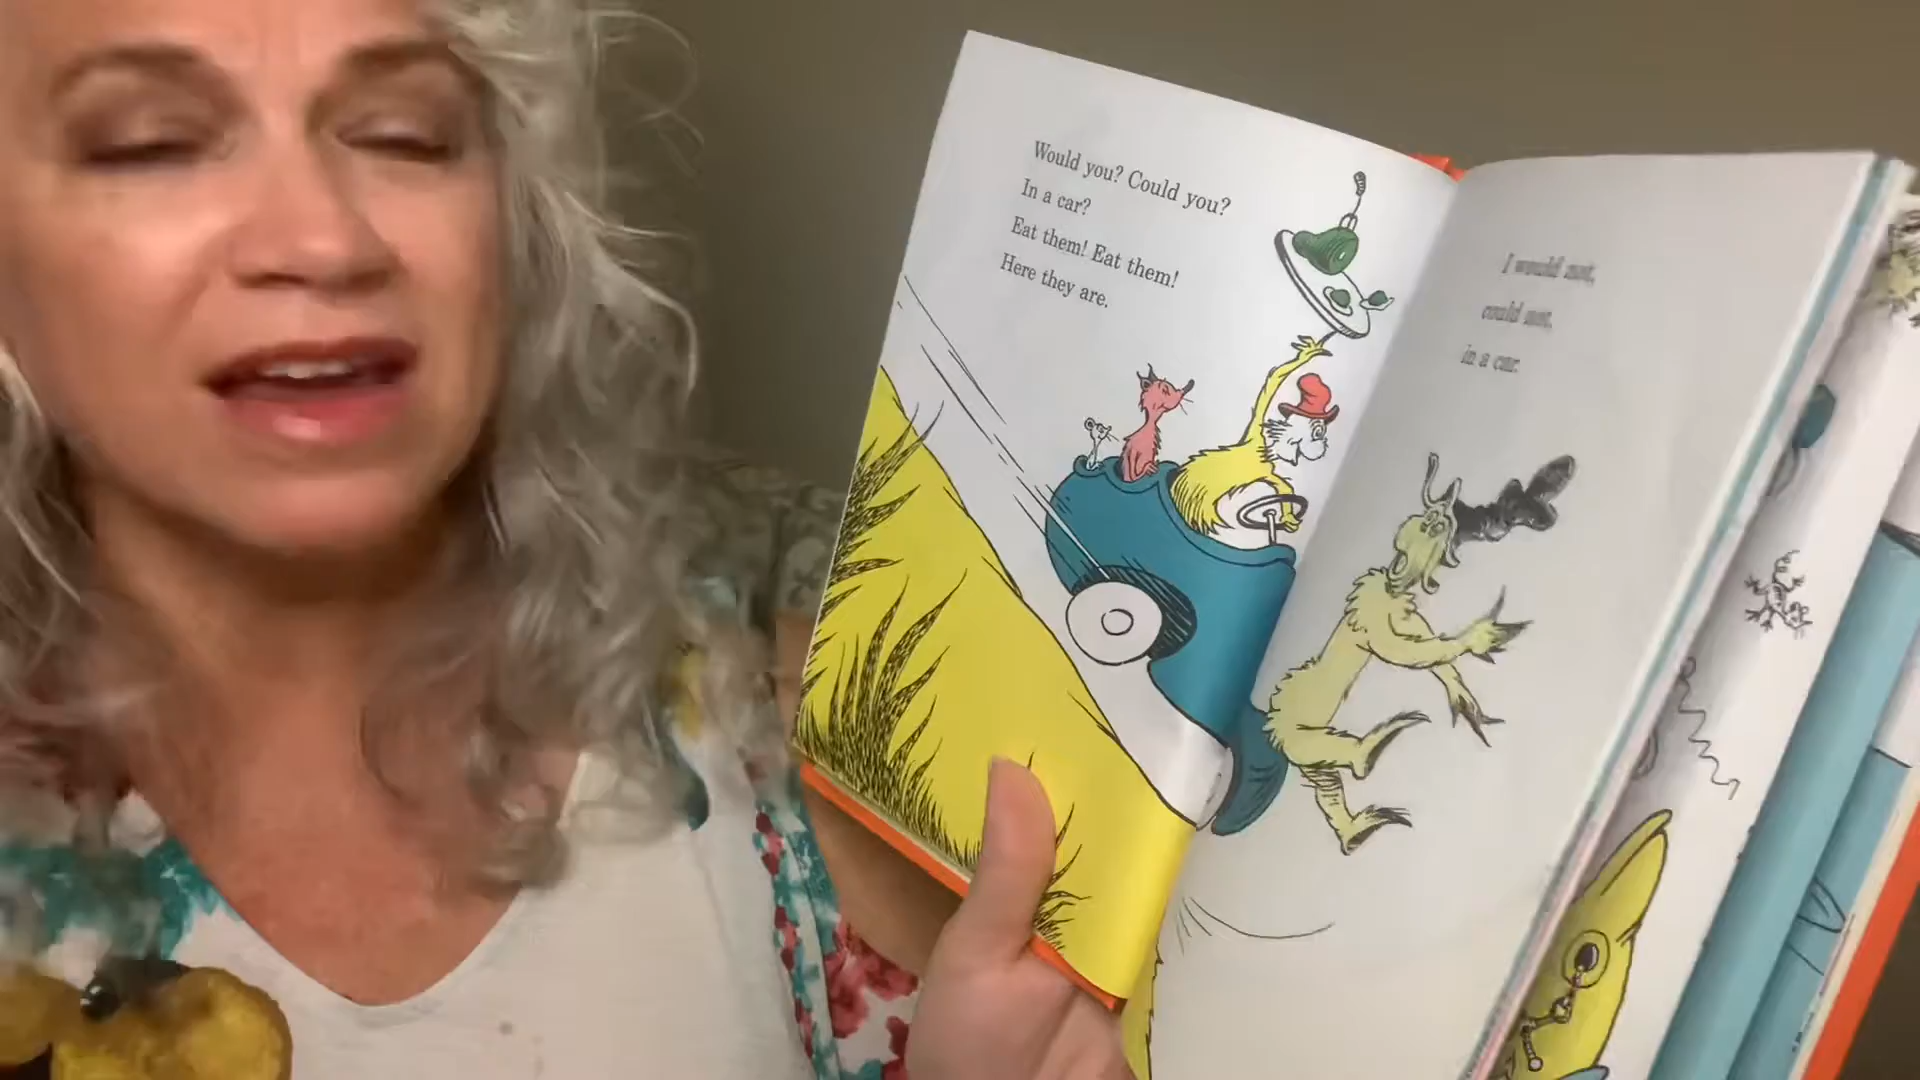 Would you? Could you?
In a car?
Eat them! Eat them!
Here they are.
I would not,
could not,
in a car.